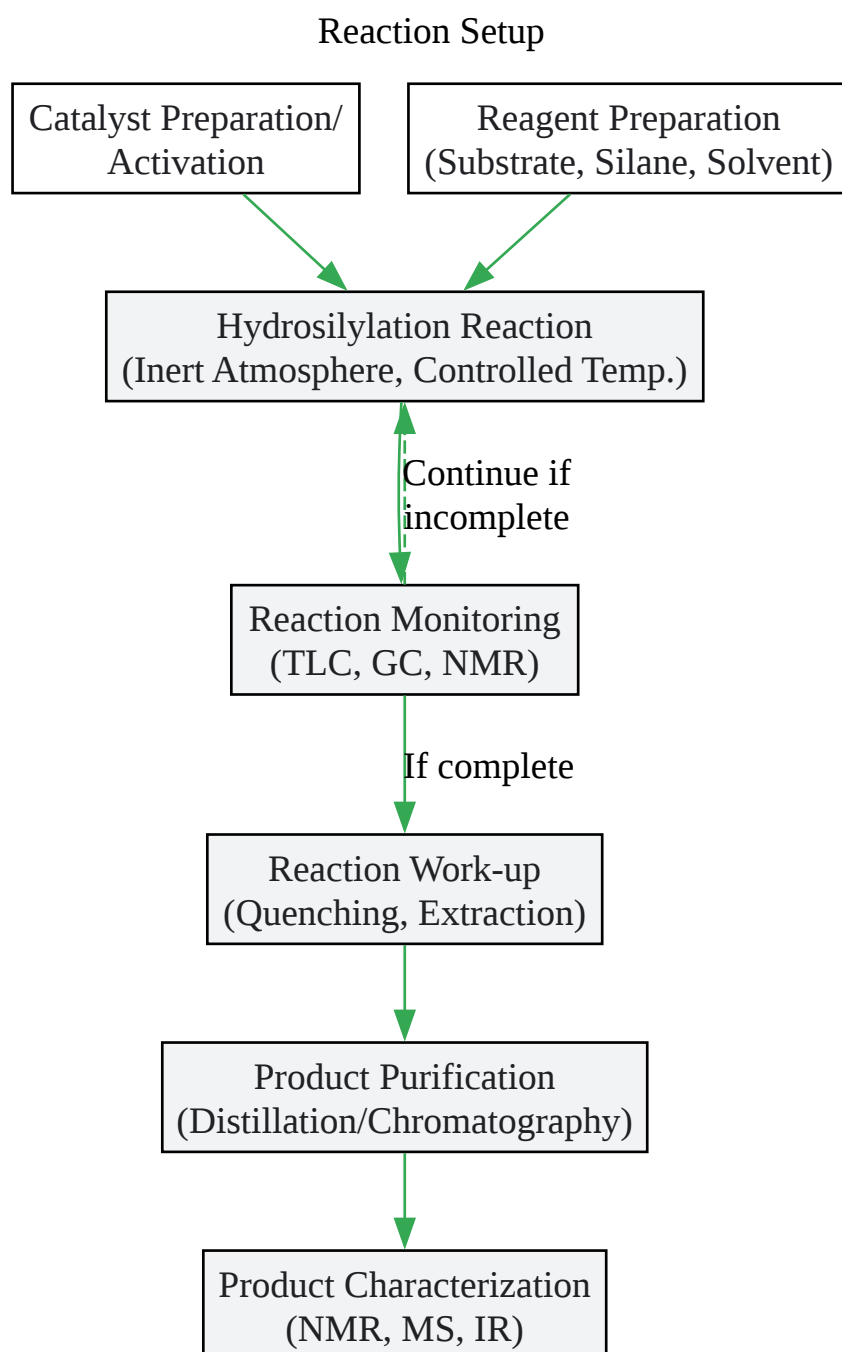 Reaction Setup
Catalyst Preparation/
Activation
Reagent Preparation
(Substrate, Silane, Solvent)
Hydrosilylation Reaction
(Inert Atmosphere, Controlled Temp.)
Continue if
incomplete
Reaction Monitoring
(TLC, GC, NMR)
If complete
Reaction Work-up
(Quenching, Extraction)
Product Purification
(Distillation/Chromatography)
Product Characterization
(NMR, MS, IR)